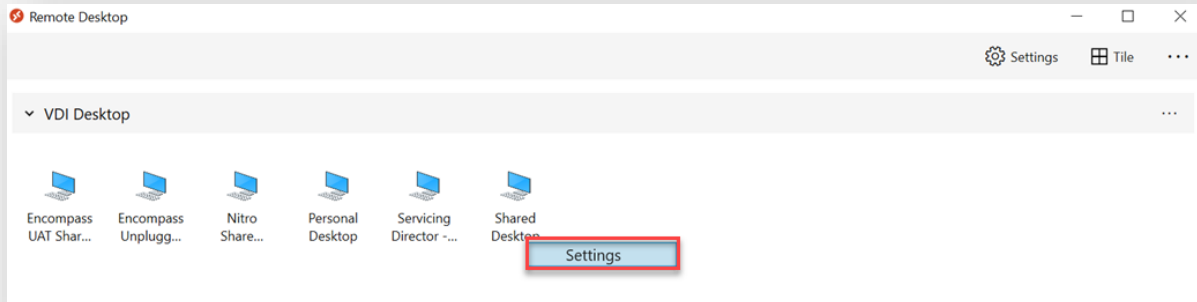 Remote Desktop
Settings Tile
VDI Desktop
Encompass Encompass Nitro Personal Servicing Shared
UAT Shar... Unplugg... Share... Desktop Director -... Desktop
Settings